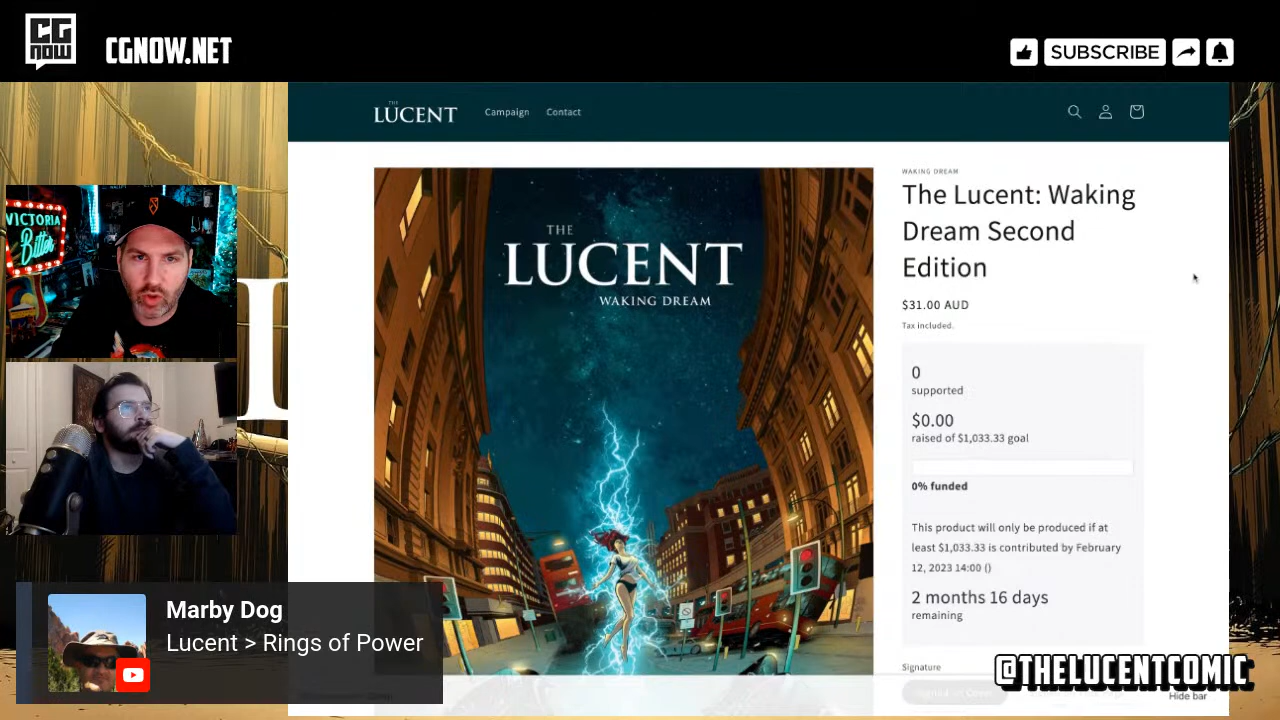 CG
NOW
CGNOW.NET
SUBSCRIBE
THE
LUCENT
Campaign
Contact
VICTORIA
Bitter
THE
LUCENT
WAKING DREAM
WAKING DREAM
The Lucent: Waking
Dream Second
Edition
$31.00 AUD
Tax included.
0
supported
$0.00
raised of $1,033.33 goal
0% funded
This product will only be produced if at
least $1,033.33 is contributed by February
12, 2023 14:00 ()
2 months 16 days
remaining
Signature
@THELUCENTCOMIC
Hide bar
Marby Dog
Lucent > Rings of Power